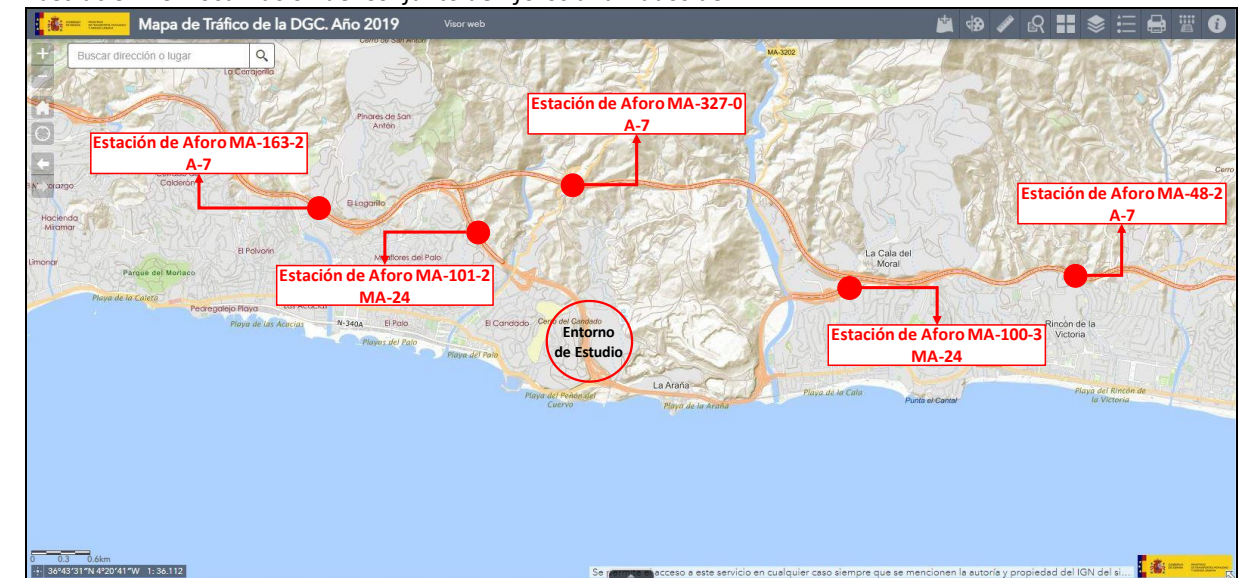 Mapa de Tráfico de la DGC. Año 2019
Visor web
Buscar dirección o lugar
MA-3202
Pinares de San
Antón
Estación de Aforo MA-327-0
A-7
Estación de Aforo MA-163-2
A-7
Calderón
Estación de Aforo MA-48-2
A-7
El Lagarillo
Hacienda
Miramar
El Polvorín
Miraflores del Palo
La Cala del
Moral
Limonar
Parque del Morlaco
Estación de Aforo MA-101-2
MA-24
Playa de la Caleta
Pedregalejo Playa
Playa de las Acacias
N-340A
El Palo
El Candado
Cerro del Candado
Entorno
de Estudio
Estación de Aforo MA-100-3
MA-24
Rincón de la
Victoria
Playas del Palo
Playa del Palo
La Araña
Playa del Peñón del
Cuervo
Playa de la Araña
Playa de la Cala
Punta el Cantal
Playa del Rincón de
la Victoria
0 0.3 0.6km
36°43'31"N 4°20'41"W 1: 36.112
acceso a este servicio en cualquier caso siempre que se mencionen la autoría y propiedad del IGN del si...